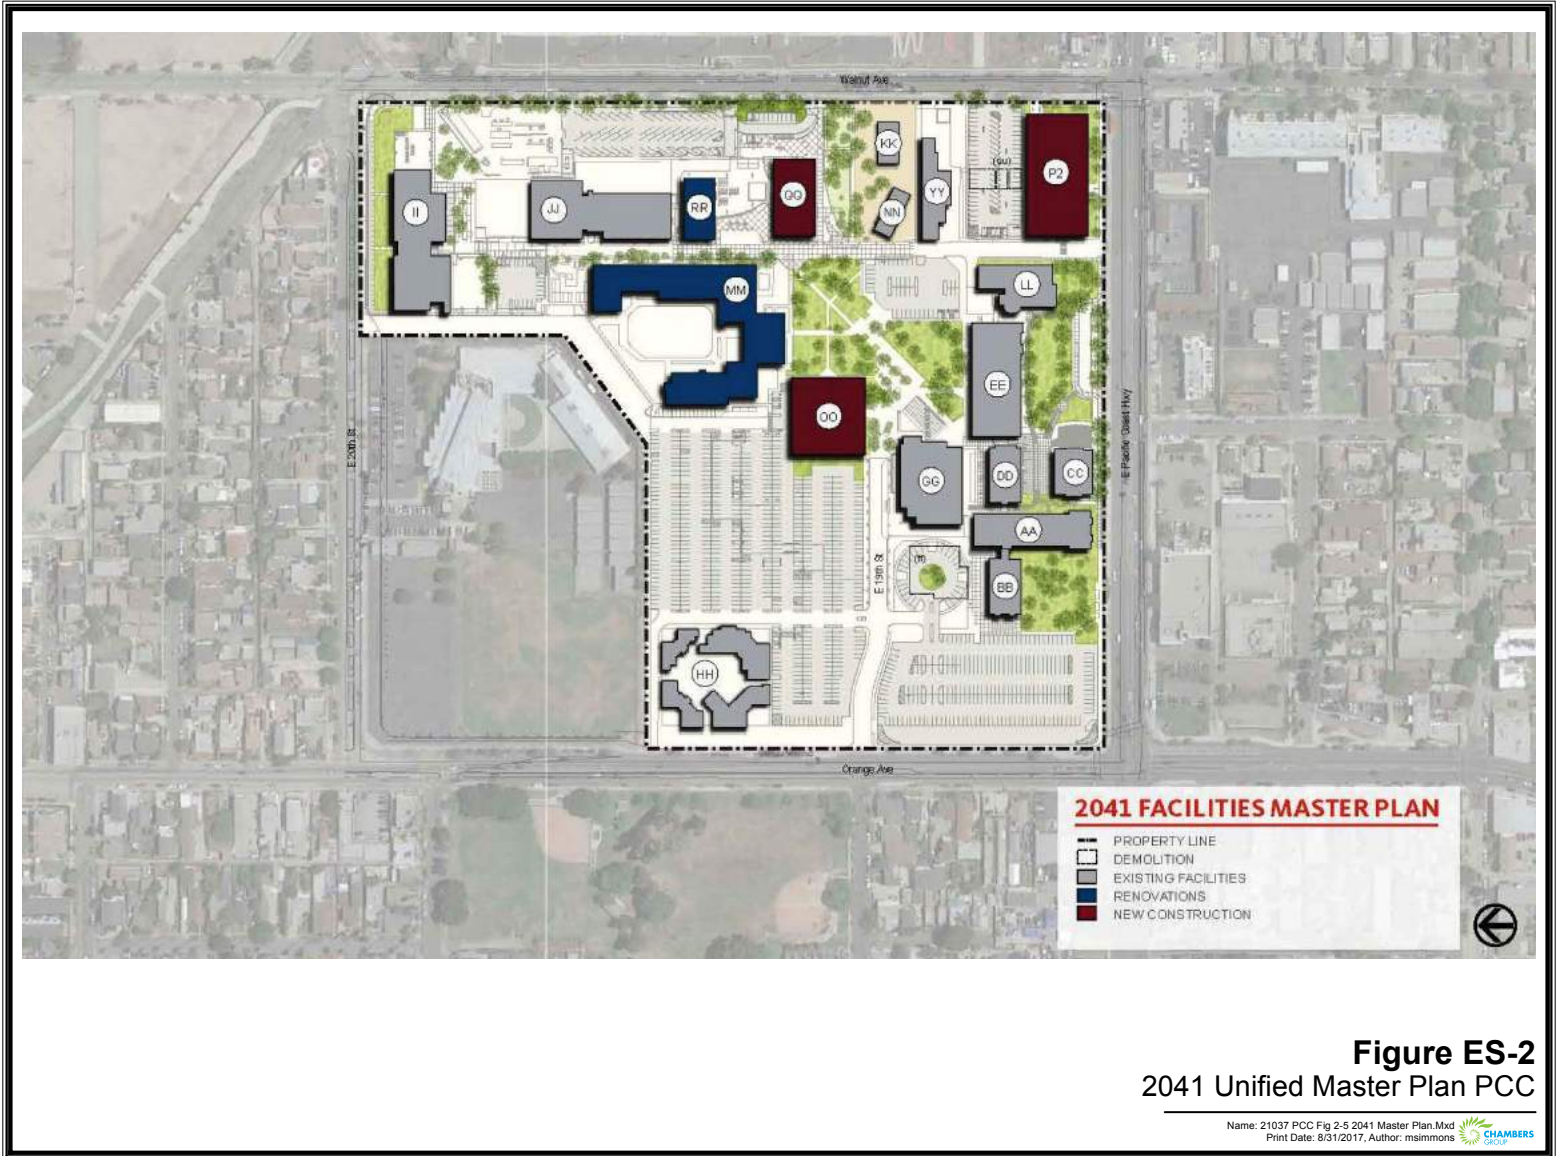 Walnut Ave
KK
P2
(QU)
II
JJ
RR
QQ
NN
YY
MM
LL
EE
OO
E 20th St
E Pacific Coast Hwy
GG
DD
CC
AA
E 19th St
BB
HH
Orange Ave
2041 FACILITIES MASTER PLAN
PROPERTY LINE
DEMOLITION
EXISTING FACILITIES
RENOVATIONS
NEW CONSTRUCTION
Figure ES-2
2041 Unified Master Plan PCC
Name: 21037 PCC Fig 2-5 2041 Master Plan.Mxd
Print Date: 8/31/2017, Author: msimmons
CHAMBERS
GROUP